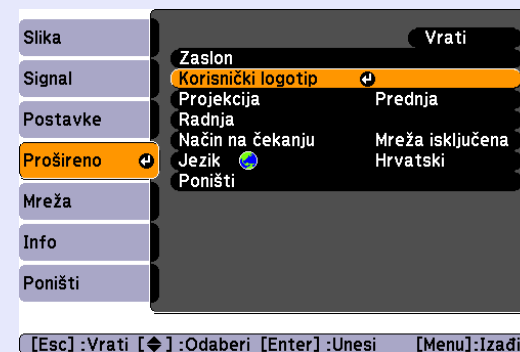 Slika
Signal
Postavke
Prošireno
Mreža
Info
Poništi
Vrati
Zaslon
Korisnički logotip
Projekcija Prednja
Radnja
Način na čekanju Mreža isključena
Jezik Hrvatski
Poništi
[Esc] :Vrati [◆] :Odaberi [Enter] :Unesi [Menu]:Izađi